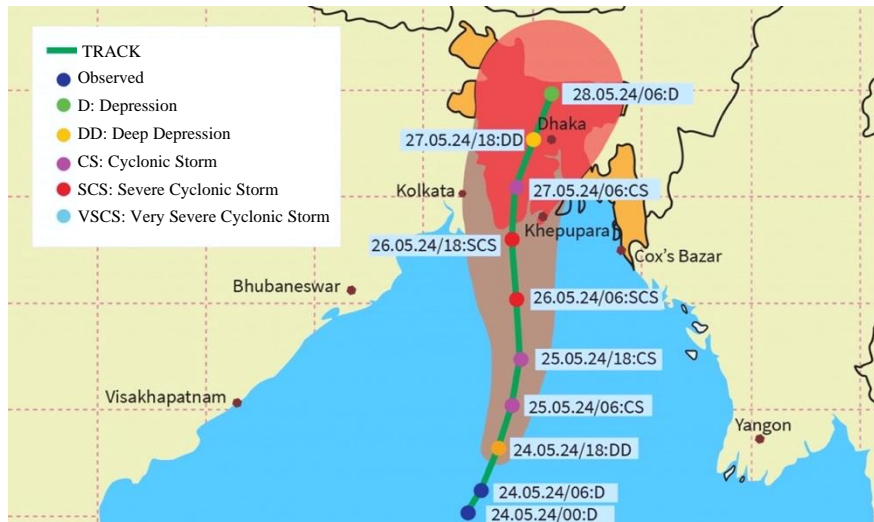 TRACK
Observed
D: Depression
DD: Deep Depression
CS: Cyclonic Storm
SCS: Severe Cyclonic Storm
VSCS: Very Severe Cyclonic Storm
28.05.24/06:D
Dhaka
27.05.24/18:DD
27.05.24/06:CS
Kolkata
Khepupara
26.05.24/18:SCS
Cox's Bazar
Bhubaneswar
26.05.24/06:SCS
25.05.24/18:CS
Visakhapatnam
25.05.24/06:CS
Yangon
24.05.24/18:DD
24.05.24/06:D
24.05.24/00:D